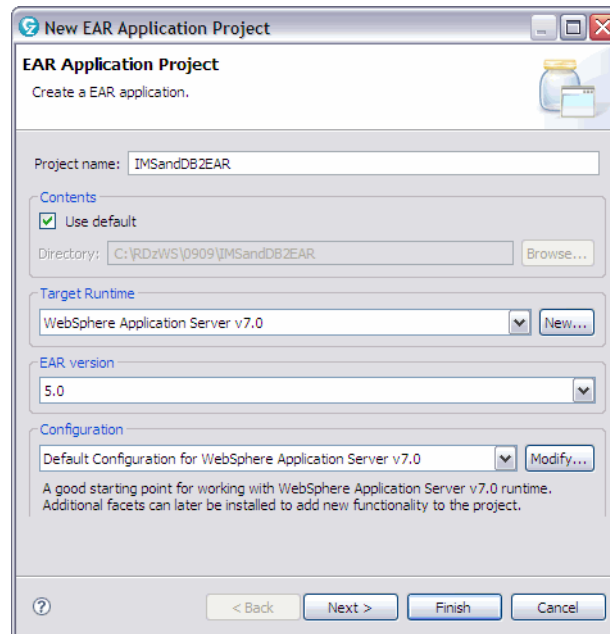 New EAR Application Project
EAR Application Project
Create a EAR application.
Project name: IMSandDB2EAR
Contents
Use default
Directory: C:\RDzWS\0909\IMSandDB2EAR Browse...
Target Runtime
WebSphere Application Server v7.0 New...
EAR version
5.0
Configuration
Default Configuration for WebSphere Application Server v7.0 Modify...
A good starting point for working with WebSphere Application Server v7.0 runtime.
Additional facets can later be installed to add new functionality to the project.
? < Back Next > Finish Cancel